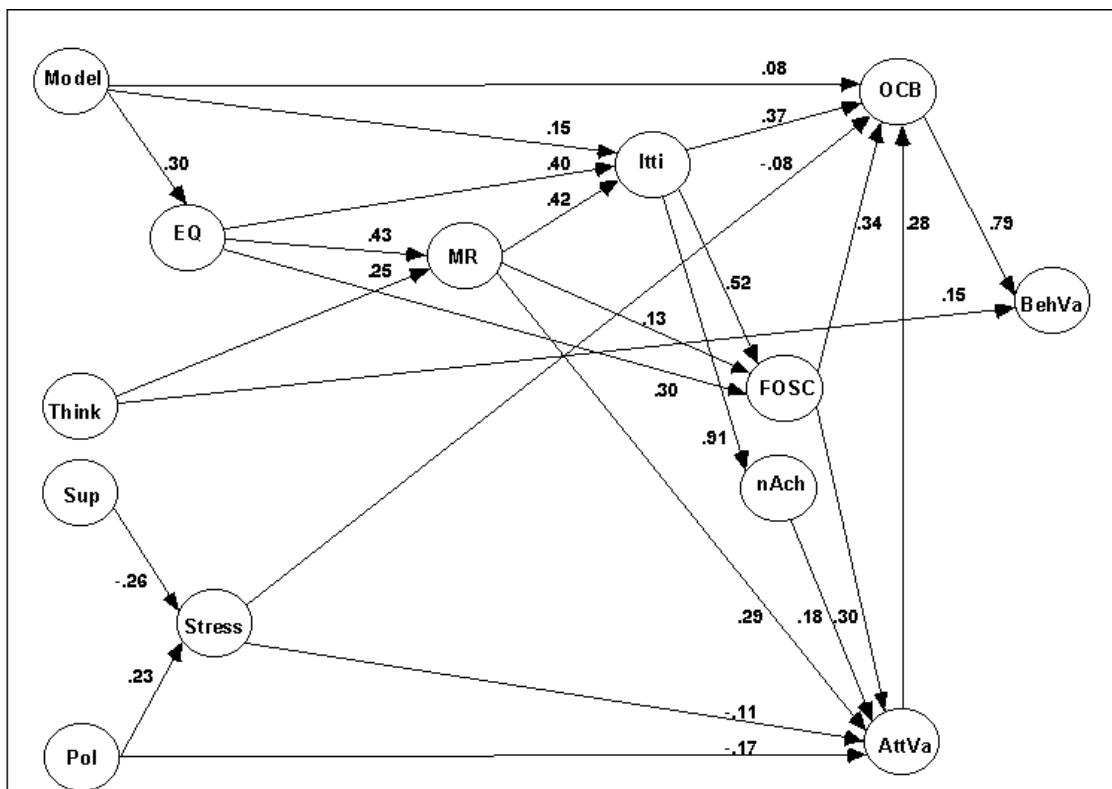 Model
.08
OCB
.15
.37
Itti
-.08
.30
.40
.42
EQ
.43
MR
.34
.28
.79
.25
.52
.15
BehVa
.13
Think
.30
FOSC
.91
Sup
nAch
-.26
Stress
.29
.18
.30
.23
-.11
-.17
Pol
AttVa